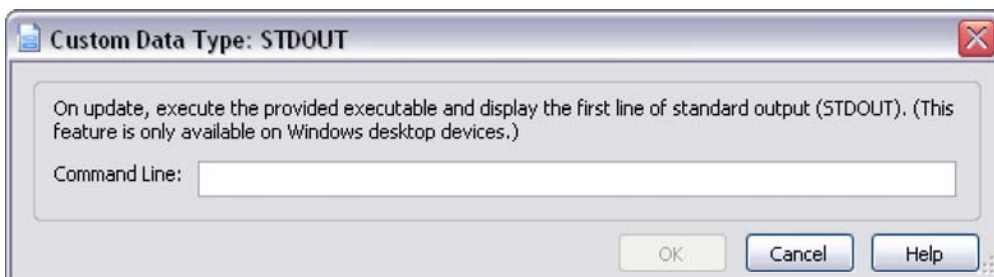 Custom Data Type: STDOUT
On update, execute the provided executable and display the first line of standard output (STDOUT). (This
feature is only available on Windows desktop devices.)
Command Line:
OK Cancel Help